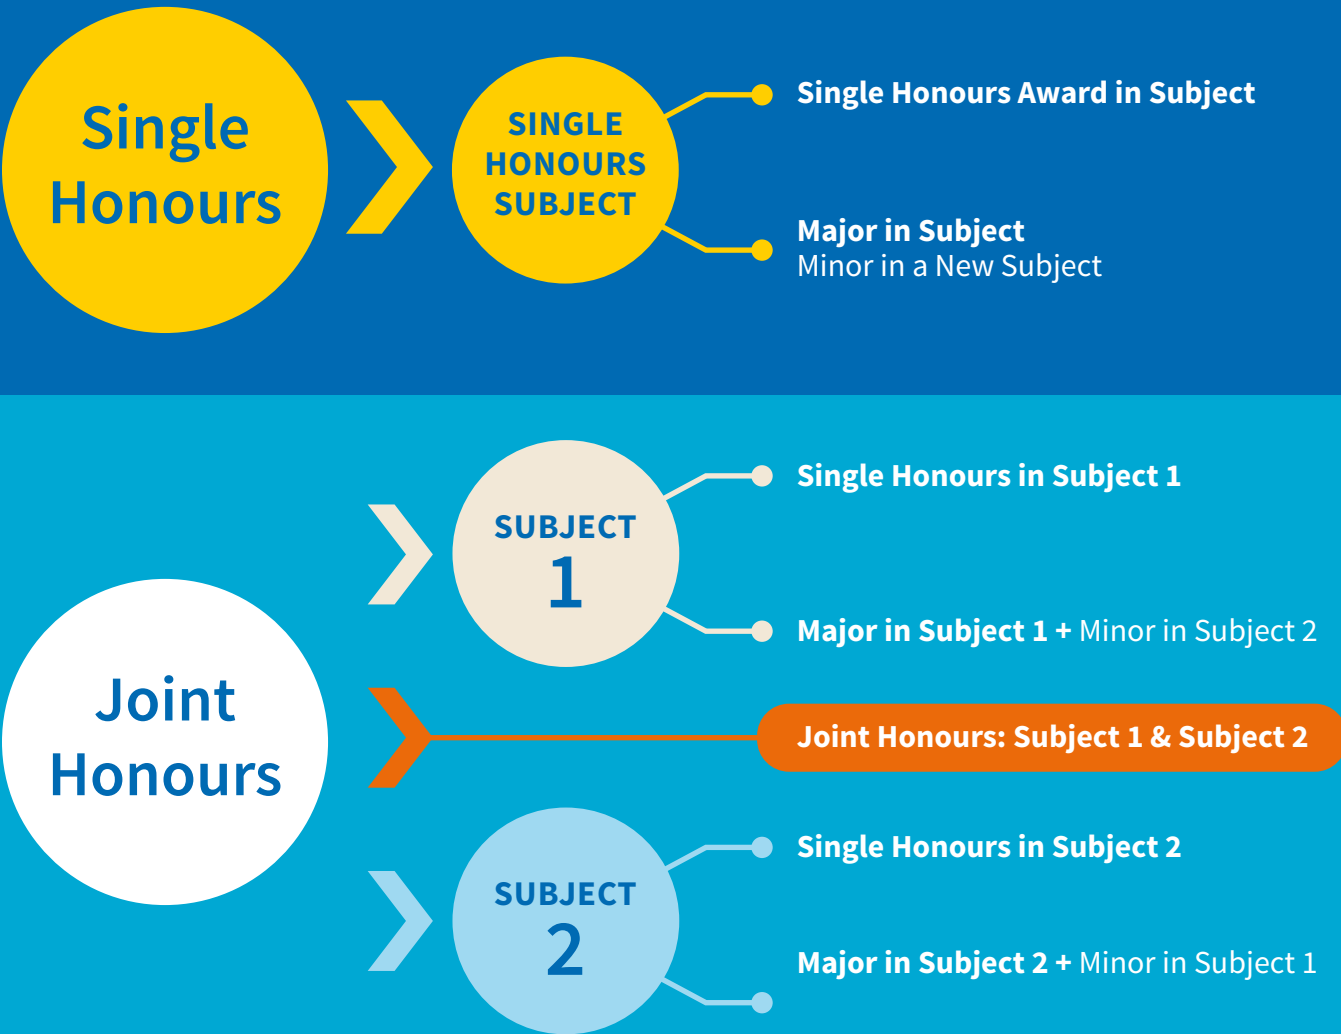 Single
Honours
SINGLE
HONOURS
SUBJECT
Single Honours Award in Subject
Major in Subject
Minor in a New Subject
Joint
Honours
SUBJECT
1
Single Honours in Subject 1
Major in Subject 1 + Minor in Subject 2
Joint Honours: Subject 1 & Subject 2
SUBJECT
2
Single Honours in Subject 2
Major in Subject 2 + Minor in Subject 1